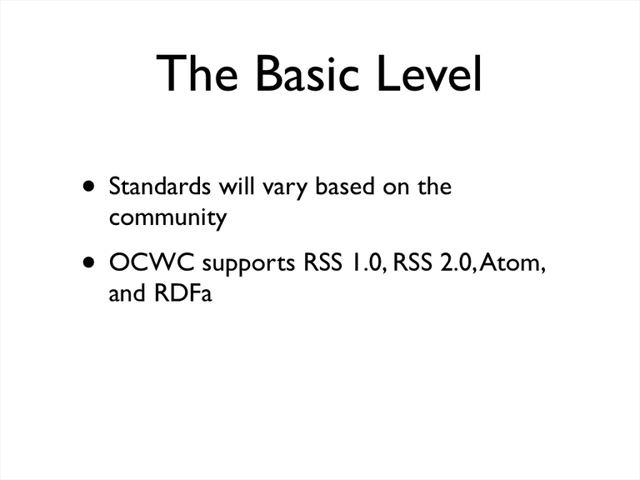 The Basic Level
• Standards will vary based on the
community
• OCWC supports RSS 1.0, RSS 2.0, Atom,
and RDFa